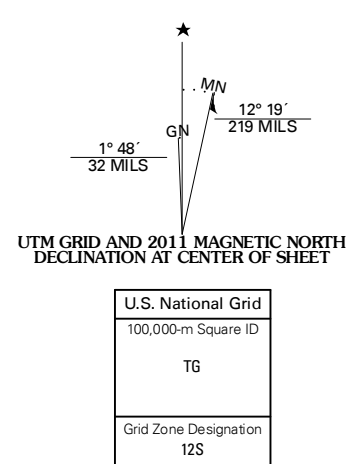 MN
GN
12° 19´
219 MILS
1° 48´
32 MILS
UTM GRID AND 2011 MAGNETIC NORTH
DECLINATION AT CENTER OF SHEET
U.S. National Grid
100,000-m Square ID
TG
Grid Zone Designation
12S